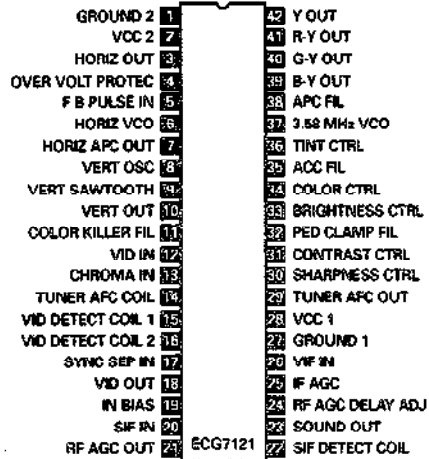 GROUND 2 1
VCC 2 2
HORIZ OUT 3
OVER VOLT PROTEC 4
F B PULSE IN 5
HORIZ VCO 6
HORIZ APC OUT 7
VERT OSC 8
VERT SAWTOOTH 9
VERT OUT 10
COLOR KILLER FIL 11
VID IN 12
CHROMA IN 13
TUNER AFC COIL 14
VID DETECT COIL 1 15
VID DETECT COIL 2 16
SYNC SEP IN 17
VID OUT 18
IN BIAS 19
SIF IN 20
RF AGC OUT 21
ECG7121
42 Y OUT
41 R-Y OUT
40 G-Y OUT
39 B-Y OUT
38 APC FIL
37 3.58 MHz VCO
36 TINT CTRL
35 ACC FIL
34 COLOR CTRL
33 BRIGHTNESS CTRL
32 PED CLAMP FIL
31 CONTRAST CTRL
30 SHARPNESS CTRL
29 TUNER AFC OUT
28 VCC 1
27 GROUND 1
26 VIF IN
25 IF AGC
24 RF AGC DELAY ADJ
23 SOUND OUT
22 SIF DETECT COIL